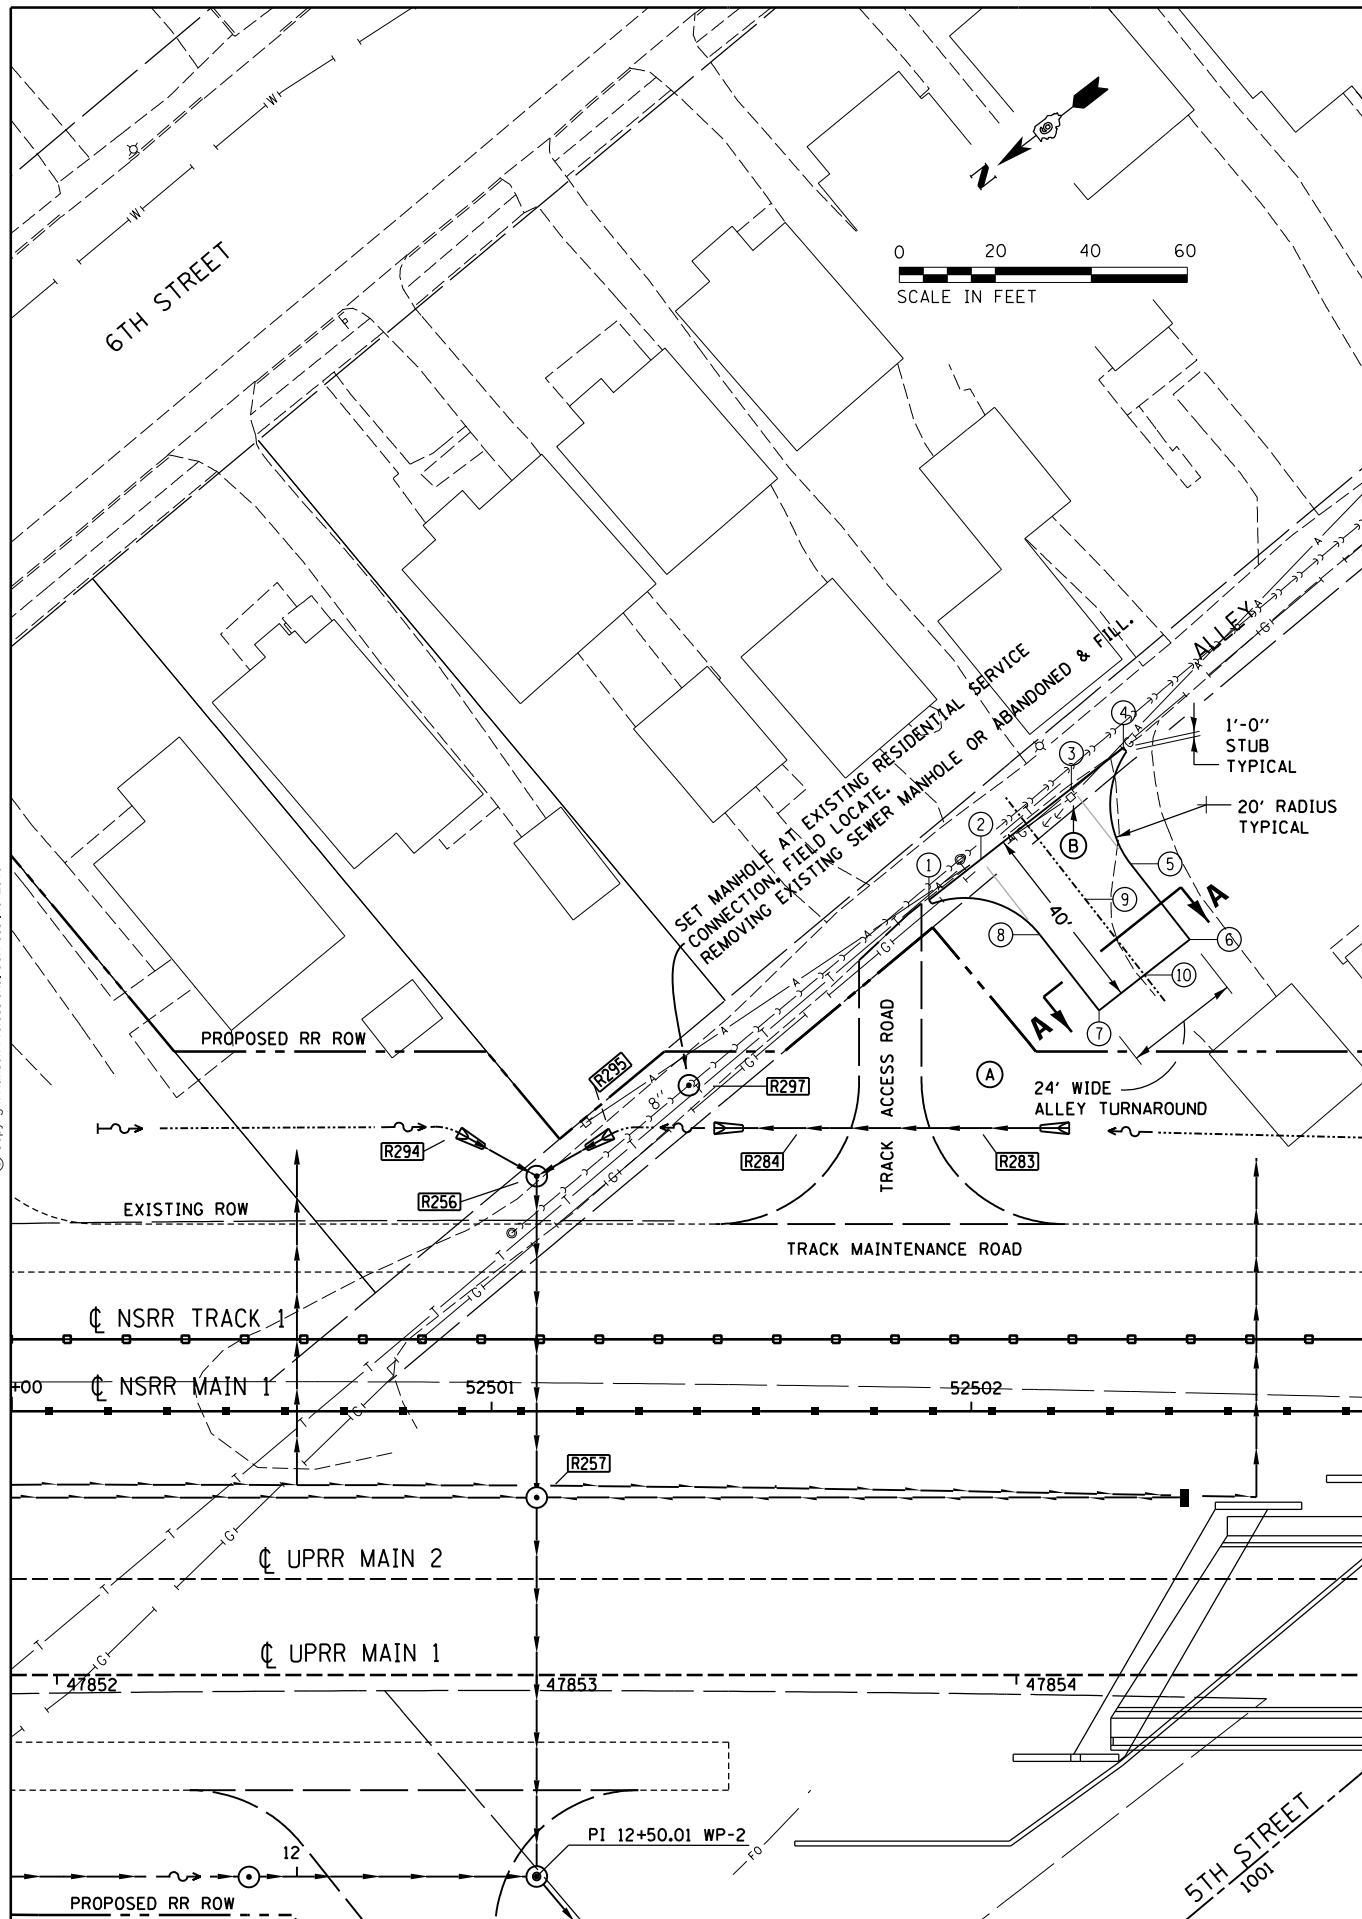 W
W
6TH STREET
N
0 20 40 60
SCALE IN FEET
P
ALLEY
SET MANHOLE AT EXISTING RESIDENTIAL SERVICE
CONNECTION. FIELD LOCATE.
REMOVING EXISTING SEWER MANHOLE OR ABANDONED & FILL.
1'-0"
STUB
TYPICAL
20' RADIUS
TYPICAL
1
2
3
4
5
6
7
8
9
10
B
A
A
40'
A
24' WIDE
ALLEY TURNAROUND
PROPOSED RR ROW
R295
R297
8"
R294
R256
R284
R283
TRACK ACCESS ROAD
EXISTING ROW
TRACK MAINTENANCE ROAD
℄ NSRR TRACK 1
+00
℄ NSRR MAIN 1
52501
52502
R257
℄ UPRR MAIN 2
℄ UPRR MAIN 1
47852
47853
47854
PI 12+50.01 WP-2
FO
12
PROPOSED RR ROW
5TH STREET
1001